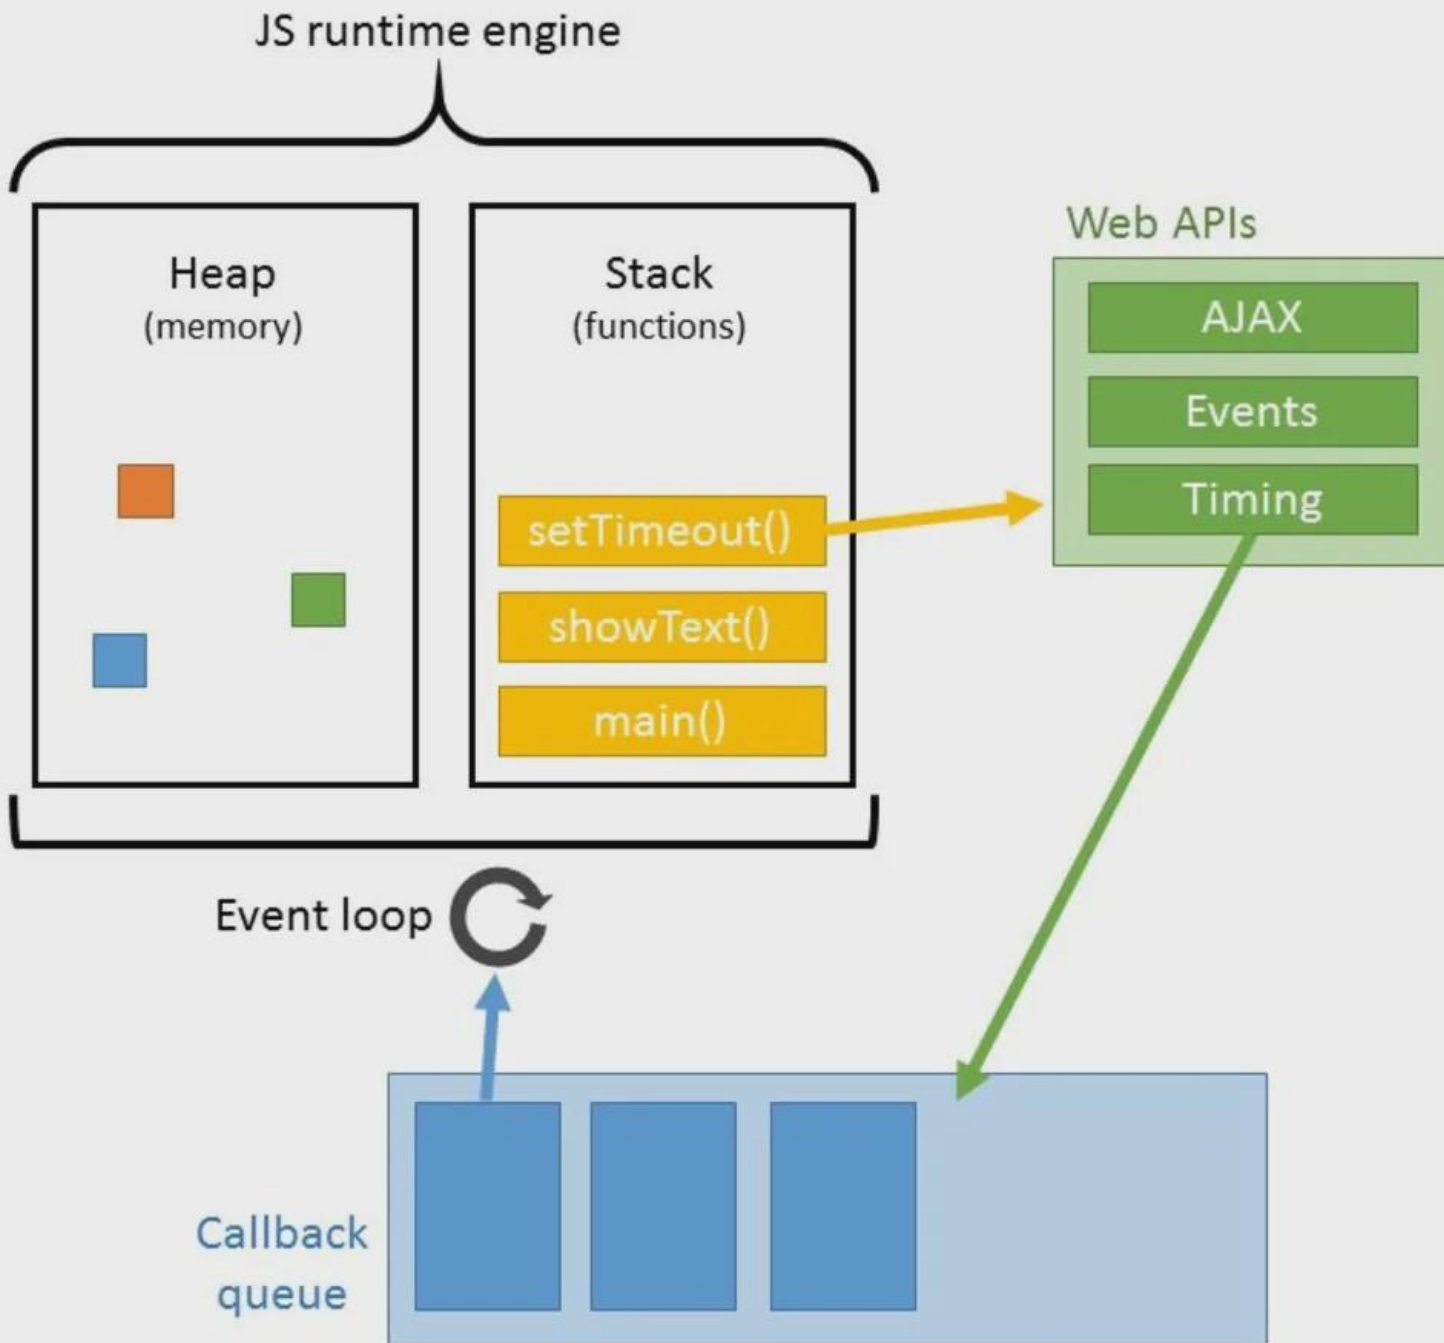 JS runtime engine
Heap
(memory)
Stack
(functions)
setTimeout()
showText()
main()
Web APIs
AJAX
Events
Timing
Event loop
Callback
queue